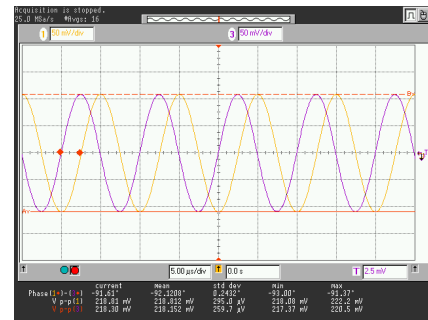 Acquisition is stopped.
25.0 MSa/s #Avgs: 16
1 50 mV/div 3 50 mV/div
Bx
Ay
T
5.00 µs/div 0.0 s T 2.5 mV
current mean std dev min max
Phase(1→)-(3→) -91.61° -92.1208° 0.2432° -93.00° -91.37°
V p-p(1) 218.81 mV 218.812 mV 295.0 µV 218.08 mV 222.2 mV
V p-p(3) 218.30 mV 218.152 mV 259.7 µV 217.37 mV 220.5 mV